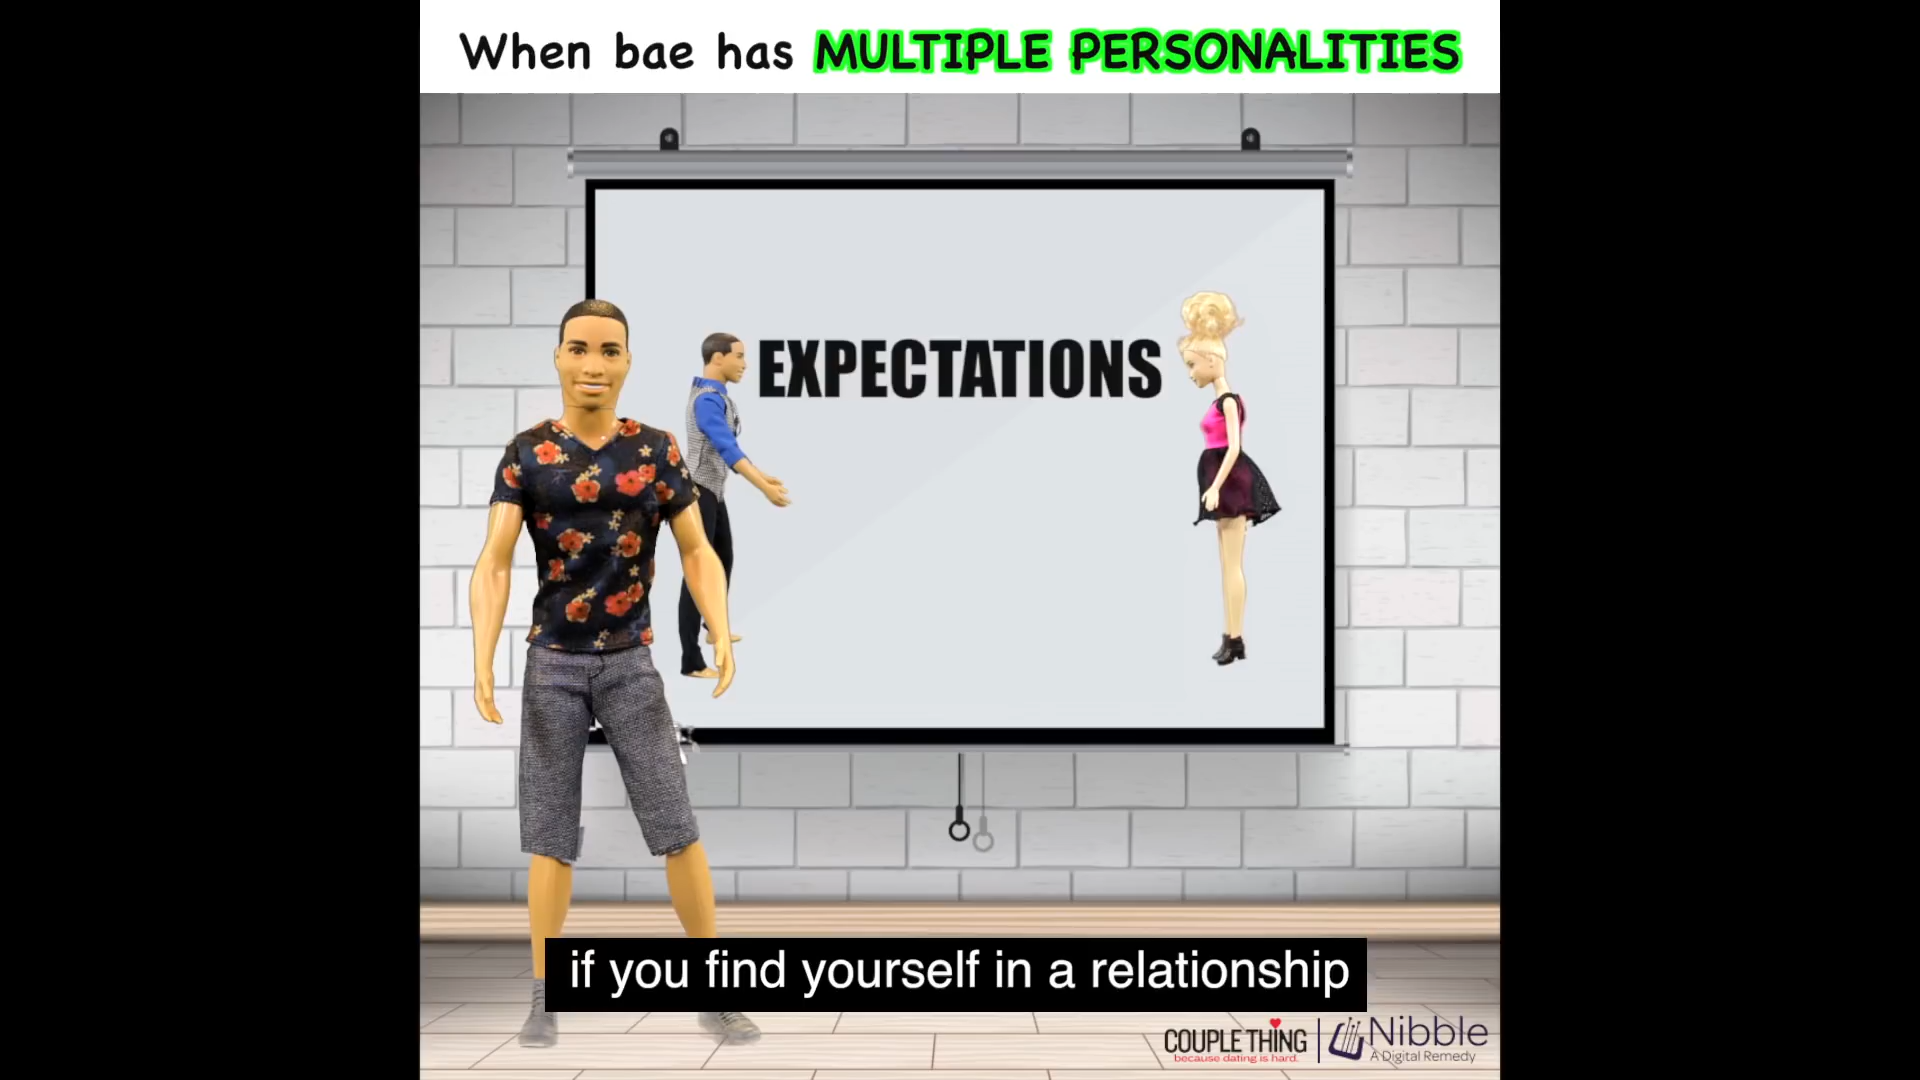 When bae has MULTIPLE PERSONALITIES
EXPECTATIONS
if you find yourself in a relationship
COUPLE THING
because dating is hard.
Nibble
A Digital Remedy